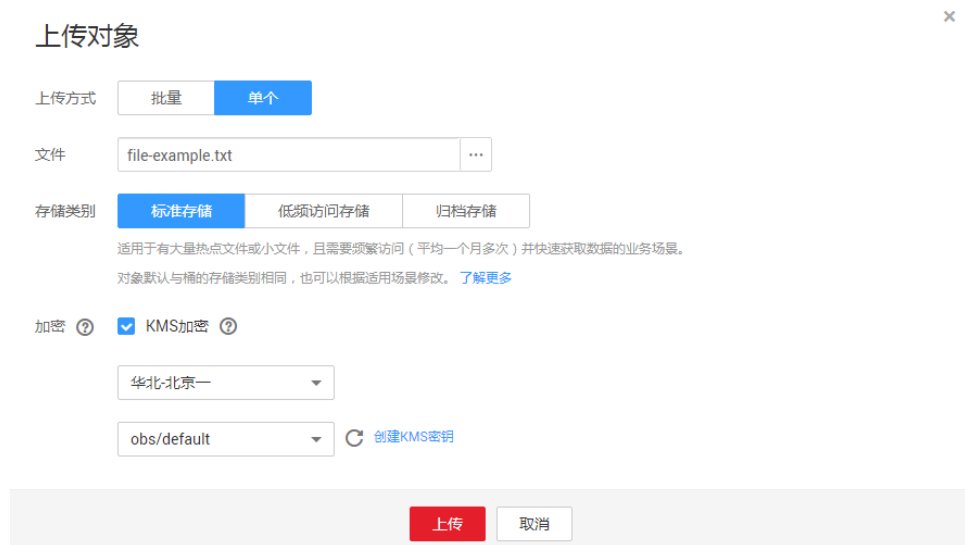 上传对象
上传方式 批量 单个
文件 file-example.txt ...
存储类别 标准存储 低频访问存储 归档存储
适用于有大量热点文件或小文件，且需要频繁访问（平均一个月多次）并快速获取数据的业务场景。
对象默认与桶的存储类别相同，也可以根据适用场景修改。 了解更多
加密 ? KMS加密 ?
华北-北京一
obs/default 创建KMS密钥
上传 取消